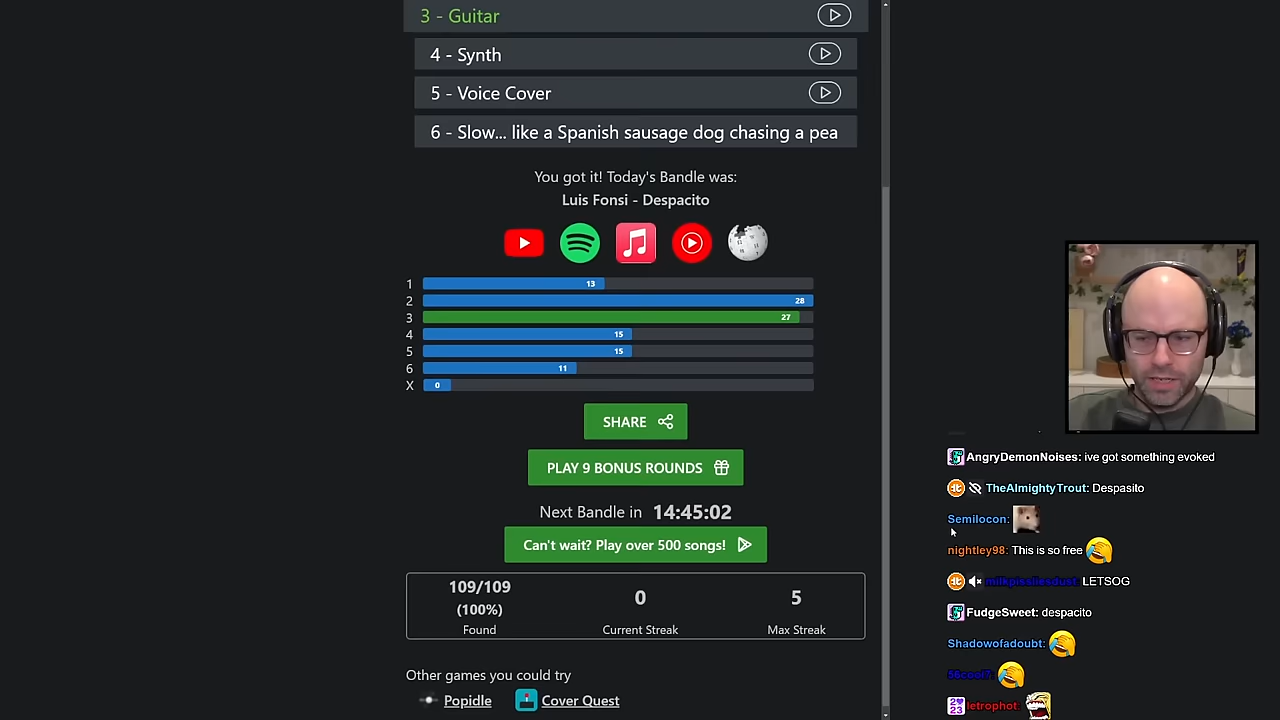 3 - Guitar
4 - Synth
5 - Voice Cover
6 - Slow... like a Spanish sausage dog chasing a pea
You got it! Today's Bandle was:
Luis Fonsi - Despacito
1 13
2 28
3 27
4 15
5 15
6 11
X 0
SHARE
PLAY 9 BONUS ROUNDS
Next Bandle in 14:45:02
Can't wait? Play over 500 songs!
109/109 0 5
(100%)
Found Current Streak Max Streak
Other games you could try
Popidle Cover Quest
AngryDemonNoises: ive got something evoked
TheAlmightyTrout: Despasito
Semilocon:
nightley98: This is so free
milkpissliesdust: LETSOG
FudgeSweet: despacito
Shadowofadoubt:
letrophot: